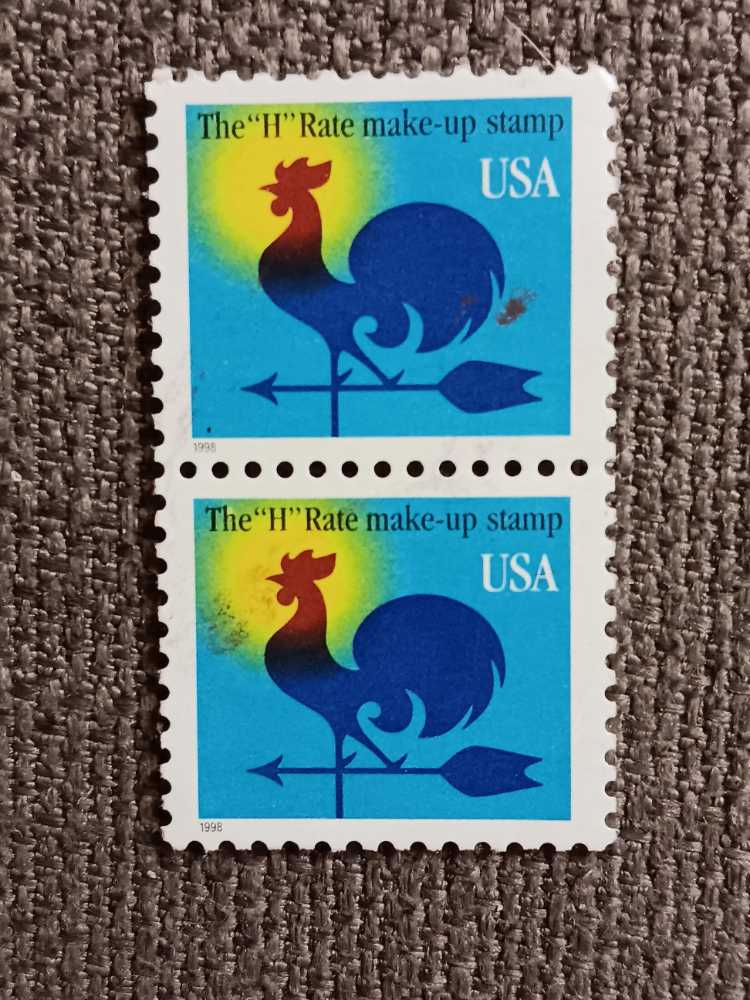 The "H" Rate make-up stamp
USA
1998
The "H" Rate make-up stamp
USA
1998